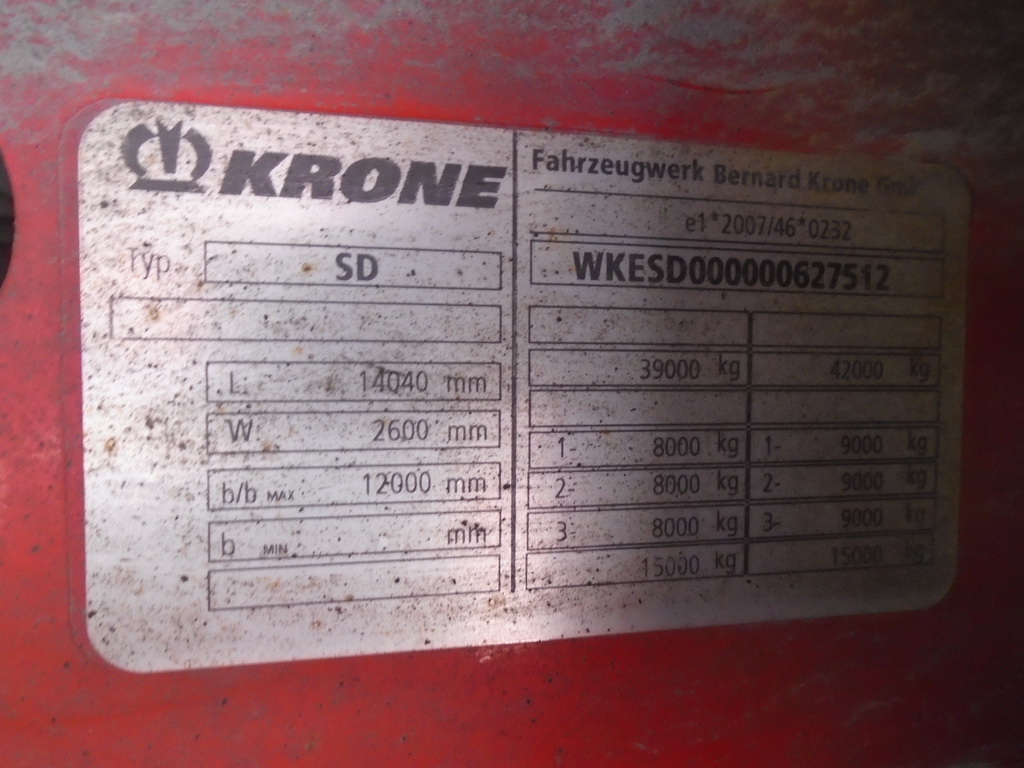 KRONE
Typ SD
L 14040 mm
W 2600 mm
b/b MAX 12000 mm
b MIN mm
Fahrzeugwerk Bernard Krone
e1*2007/46*0232
WKESD000000627512
39000 kg 42000 kg
1- 8000 kg 1- 9000 kg
2- 8000 kg 2- 9000 kg
3- 8000 kg 3- 9000 kg
15000 kg 15000 kg